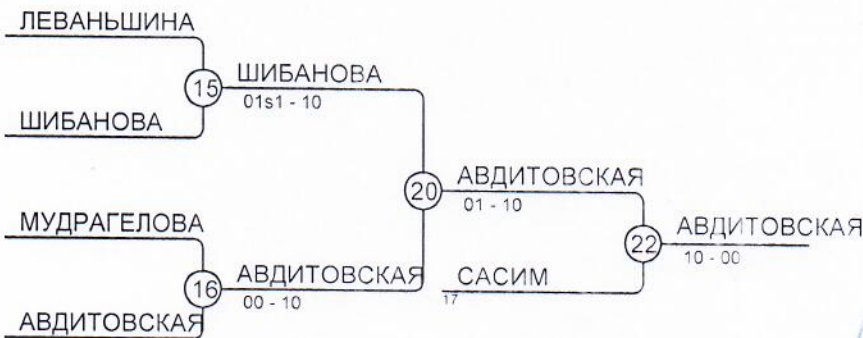 ЛЕВАНЬШИНА
15
ШИБАНОВА
01s1 - 10
ШИБАНОВА
20
АВДИТОВСКАЯ
01 - 10
МУДРАГЕЛОВА
22
АВДИТОВСКАЯ
10 - 00
16
АВДИТОВСКАЯ
00 - 10
САСИМ
17
АВДИТОВСКАЯ